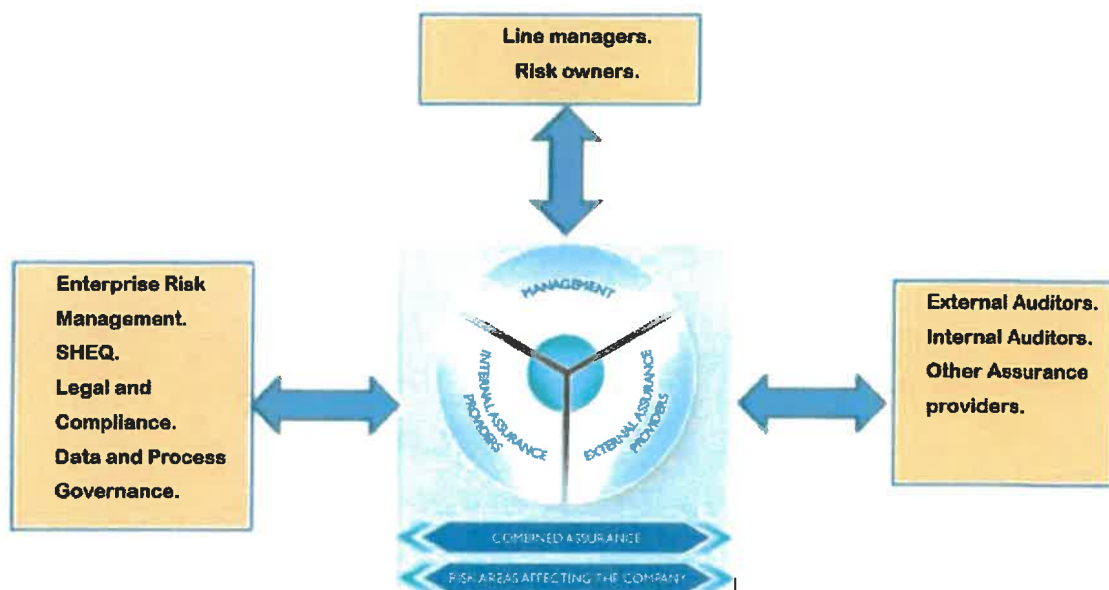 Line managers.
Risk owners.
Enterprise Risk
Management.
SHEQ.
Legal and
Compliance.
Data and Process
Governance.
MANAGEMENT
INTERNAL ASSURANCE
PROVIDERS
EXTERNAL ASSURANCE
PROVIDERS
External Auditors.
Internal Auditors.
Other Assurance
providers.
COMBINED ASSURANCE
RISK AREAS AFFECTING THE COMPANY